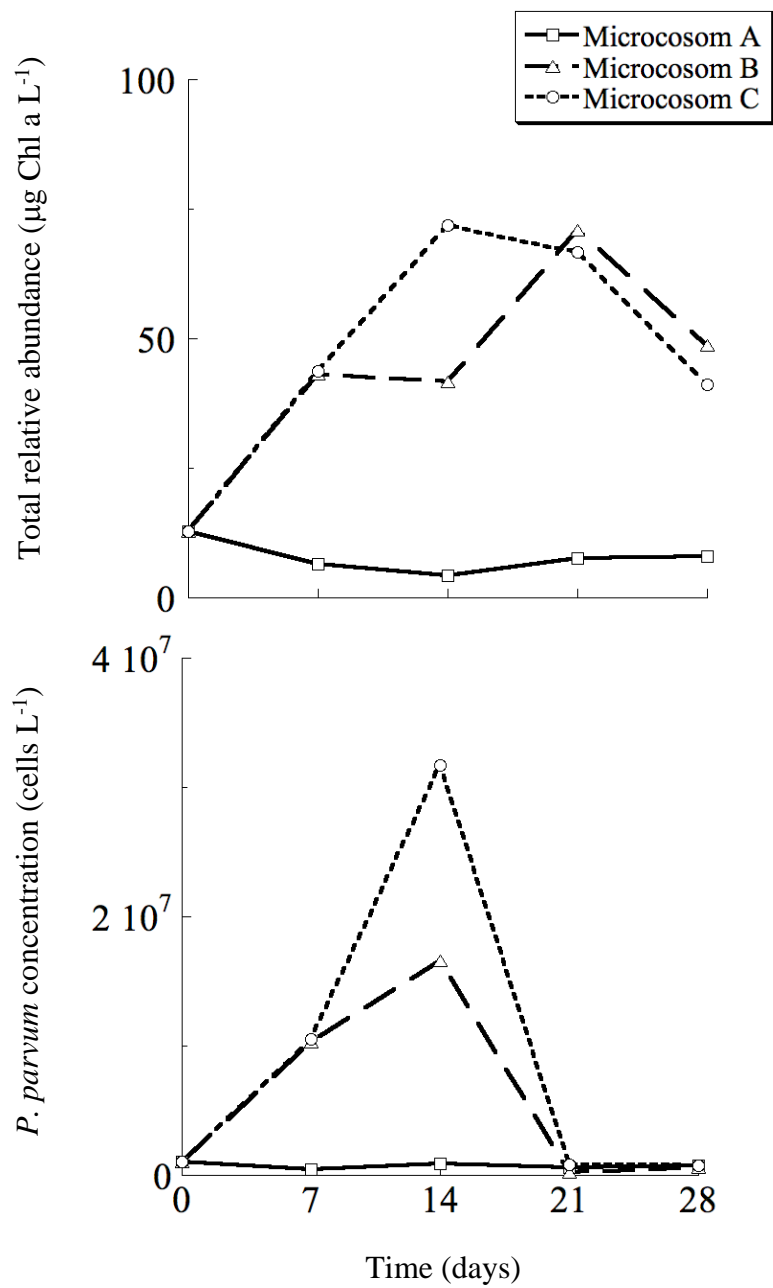 Microcosom A
Microcosom B
Microcosom C
Total relative abundance (µg Chl a L⁻¹)
100
50
0
P. parvum concentration (cells L⁻¹)
4 10⁷
2 10⁷
0
0 7 14 21 28
Time (days)